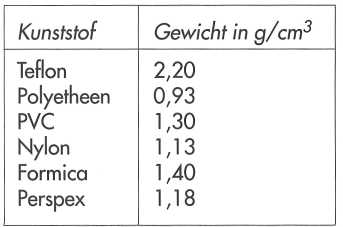 Kunststof Gewicht in g/cm3
Teflon 2,20
Polyetheen 0,93
PVC 1,30
Nylon 1,13
Formica 1,40
Perspex 1,18